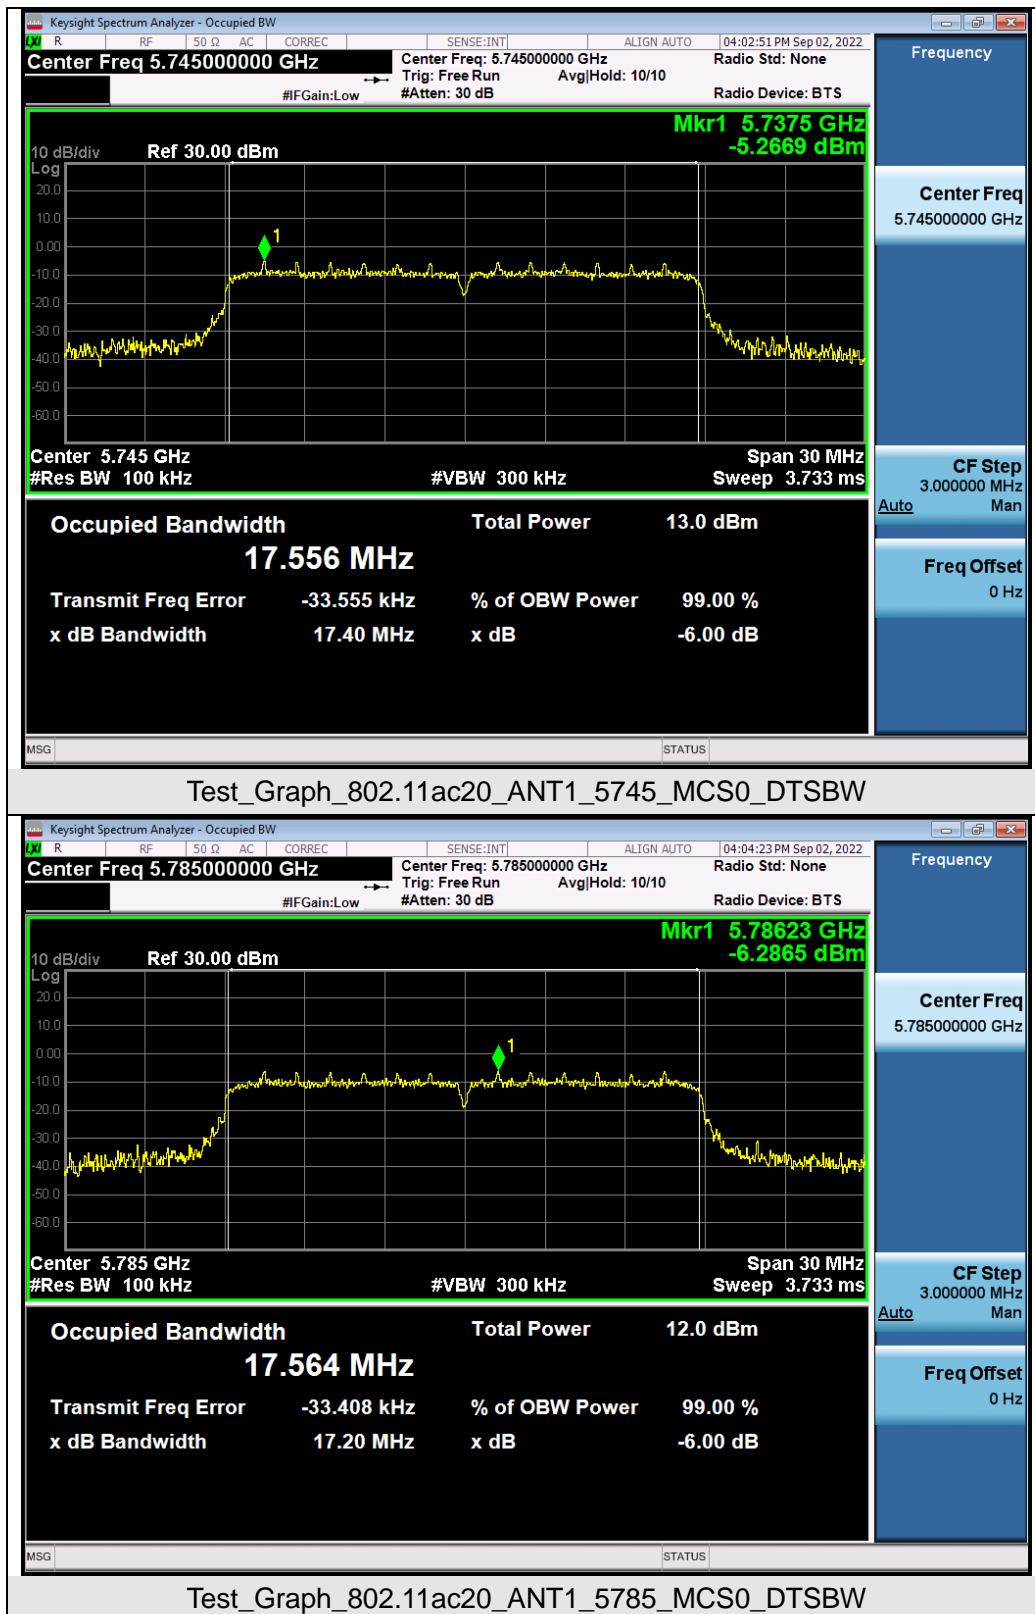 Keysight Spectrum Analyzer - Occupied BW
LXI R RF 50 Ω AC CORREC SENSE:INT ALIGN AUTO 04:02:51 PM Sep 02, 2022
Center Freq 5.745000000 GHz Center Freq: 5.745000000 GHz Radio Std: None Frequency
Trig: Free Run Avg|Hold: 10/10
#IFGain:Low #Atten: 30 dB Radio Device: BTS
Mkr1 5.7375 GHz
10 dB/div Ref 30.00 dBm -5.2669 dBm
Log
20.0
10.0
0.00
-10.0
-20.0
-30.0
-40.0
-50.0
-60.0
1
Center Freq
5.745000000 GHz
Center 5.745 GHz Span 30 MHz
#Res BW 100 kHz #VBW 300 kHz Sweep 3.733 ms
CF Step
3.000000 MHz
Auto Man
Occupied Bandwidth Total Power 13.0 dBm
17.556 MHz
Freq Offset
0 Hz
Transmit Freq Error -33.555 kHz % of OBW Power 99.00 %
x dB Bandwidth 17.40 MHz x dB -6.00 dB
MSG STATUS
Test_Graph_802.11ac20_ANT1_5745_MCS0_DTSBW
Keysight Spectrum Analyzer - Occupied BW
LXI R RF 50 Ω AC CORREC SENSE:INT ALIGN AUTO 04:04:23 PM Sep 02, 2022
Center Freq 5.785000000 GHz Center Freq: 5.785000000 GHz Radio Std: None Frequency
Trig: Free Run Avg|Hold: 10/10
#IFGain:Low #Atten: 30 dB Radio Device: BTS
Mkr1 5.78623 GHz
10 dB/div Ref 30.00 dBm -6.2865 dBm
Log
20.0
10.0
0.00
-10.0
-20.0
-30.0
-40.0
-50.0
-60.0
1
Center Freq
5.785000000 GHz
Center 5.785 GHz Span 30 MHz
#Res BW 100 kHz #VBW 300 kHz Sweep 3.733 ms
CF Step
3.000000 MHz
Auto Man
Occupied Bandwidth Total Power 12.0 dBm
17.564 MHz
Freq Offset
0 Hz
Transmit Freq Error -33.408 kHz % of OBW Power 99.00 %
x dB Bandwidth 17.20 MHz x dB -6.00 dB
MSG STATUS
Test_Graph_802.11ac20_ANT1_5785_MCS0_DTSBW